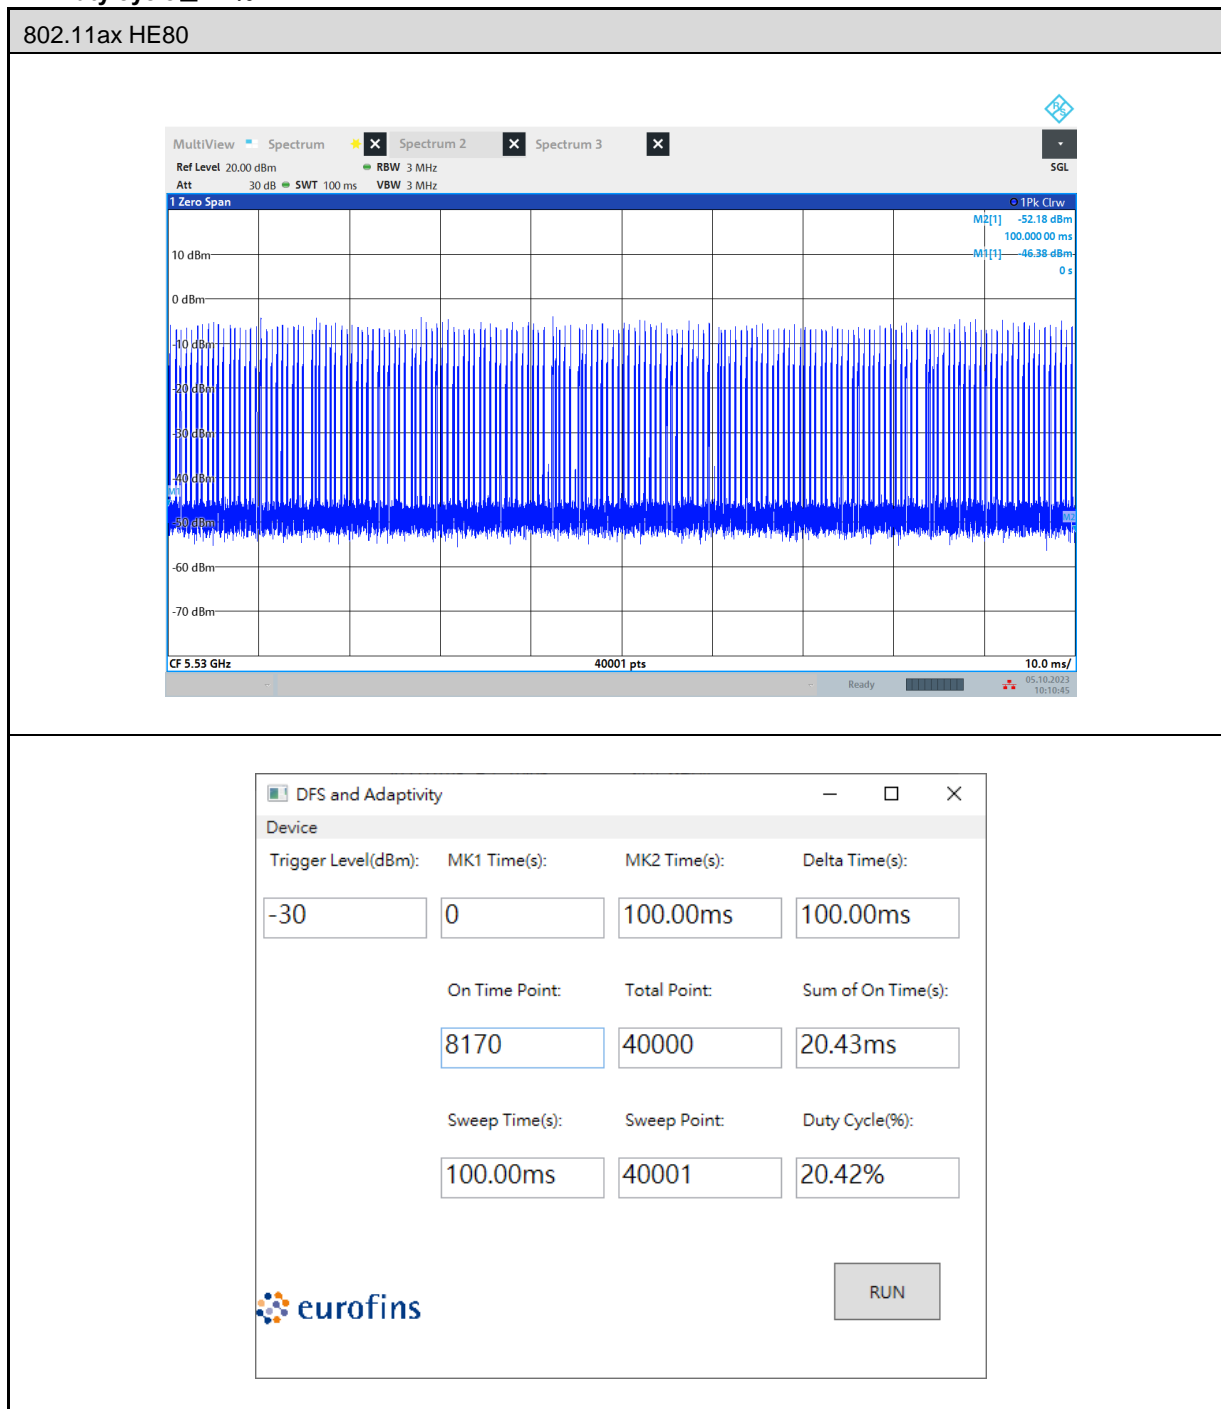 802.11ax HE80
MultiView Spectrum Spectrum 2 Spectrum 3
Ref Level 20.00 dBm RBW 3 MHz SGL
Att 30 dB SWT 100 ms VBW 3 MHz
1 Zero Span 1Pk Clrw
M2[1] -52.18 dBm
100.000 00 ms
10 dBm M1[1] -46.38 dBm
0 s
0 dBm
-10 dBm
-20 dBm
-30 dBm
-40 dBm
M1
-50 dBm M2
-60 dBm
-70 dBm
CF 5.53 GHz 40001 pts 10.0 ms/
Ready 05.10.2023
10:10:45
DFS and Adaptivity
Device
Trigger Level(dBm): MK1 Time(s): MK2 Time(s): Delta Time(s):
-30 0 100.00ms 100.00ms
On Time Point: Total Point: Sum of On Time(s):
8170 40000 20.43ms
Sweep Time(s): Sweep Point: Duty Cycle(%):
100.00ms 40001 20.42%
RUN
eurofins